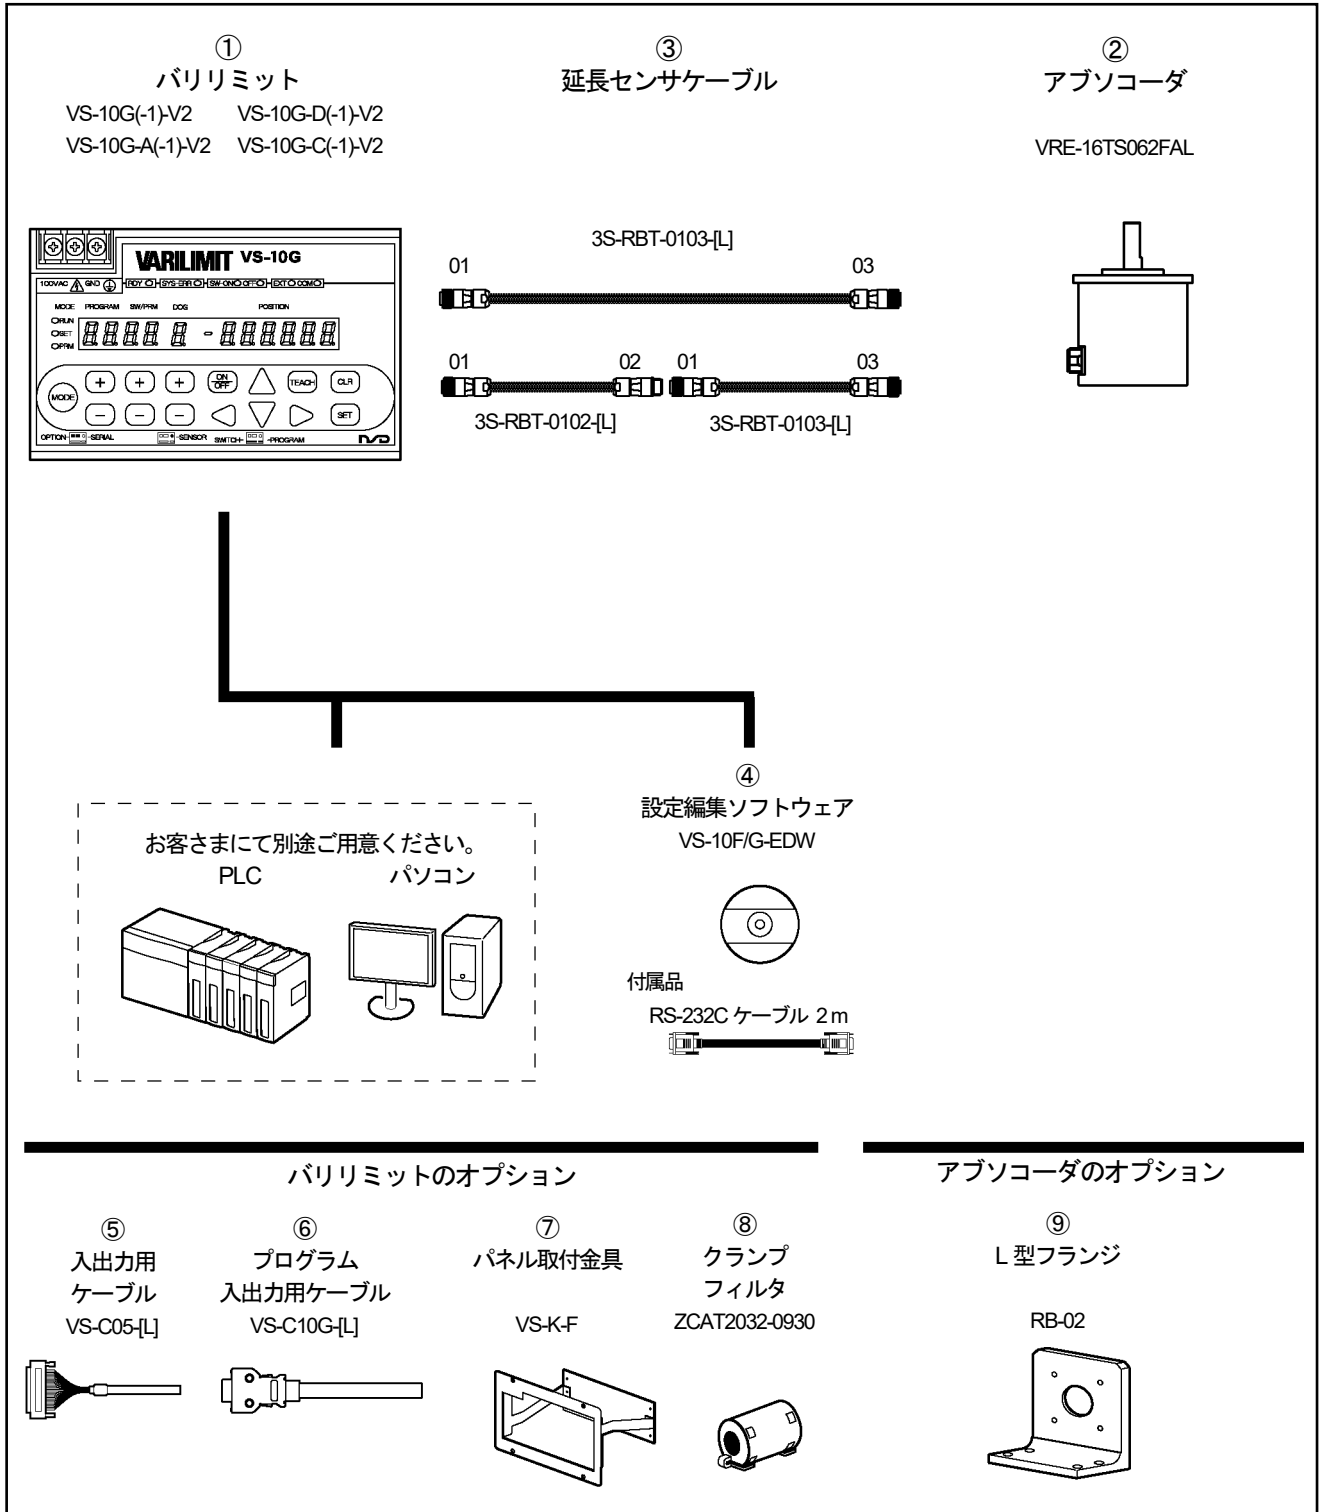 ①
バリリミット
VS-10G(-1)-V2 VS-10G-D(-1)-V2
VS-10G-A(-1)-V2 VS-10G-C(-1)-V2
③
延長センサケーブル
②
アブソコーダ
VRE-16TS062FAL
VARILIMIT VS-10G
100VAC GND RDY SYS-ERR SW-ON OFF EXT COM
MODE PROGRAM SW/PRM DOG POSITION
RUN
SET
PRM
MODE
ON
OFF
TEACH
CLR
SET
OPTION SERIAL SENSOR SWITCH PROGRAM
NSD
3S-RBT-0103-[L]
01 03
01 02 01 03
3S-RBT-0102-[L] 3S-RBT-0103-[L]
お客さまにて別途ご用意ください。
PLC パソコン
④
設定編集ソフトウェア
VS-10F/G-EDW
付属品
RS-232C ケーブル 2 m
バリリミットのオプション
⑤
入出力用
ケーブル
VS-C05-[L]
⑥
プログラム
入出力用ケーブル
VS-C10G-[L]
⑦
パネル取付金具
VS-K-F
⑧
クランプ
フィルタ
ZCAT2032-0930
アブソコーダのオプション
⑨
L 型フランジ
RB-02